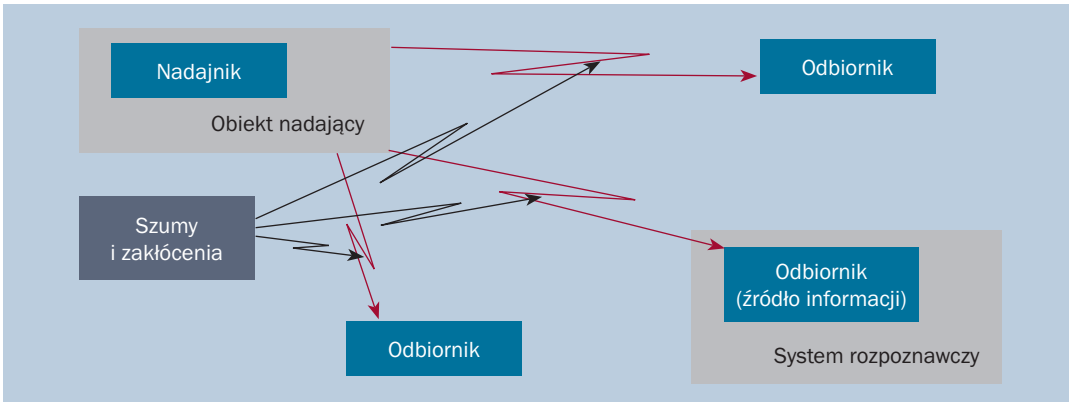 Nadajnik
Obiekt nadający
Odbiornik
Szumy
i zakłócenia
Odbiornik
(źródło informacji)
System rozpoznawczy
Odbiornik